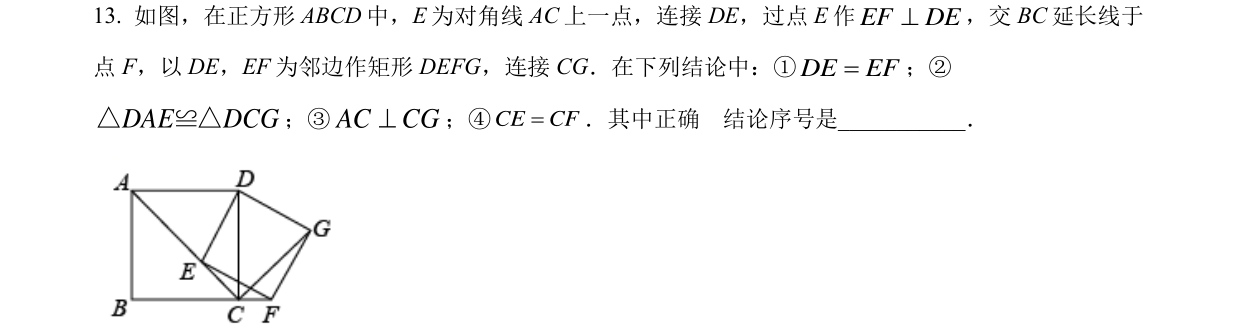 13. 如图，在正方形 ABCD 中，E 为对角线 AC 上一点，连接 DE，过点 E 作 EF ⊥ DE，交 BC 延长线于
点 F，以 DE，EF 为邻边作矩形 DEFG，连接 CG．在下列结论中：① DE = EF；②
△DAE≌△DCG；③ AC ⊥ CG；④ CE = CF．其中正确 结论序号是___________．
A D
G
E
B C F